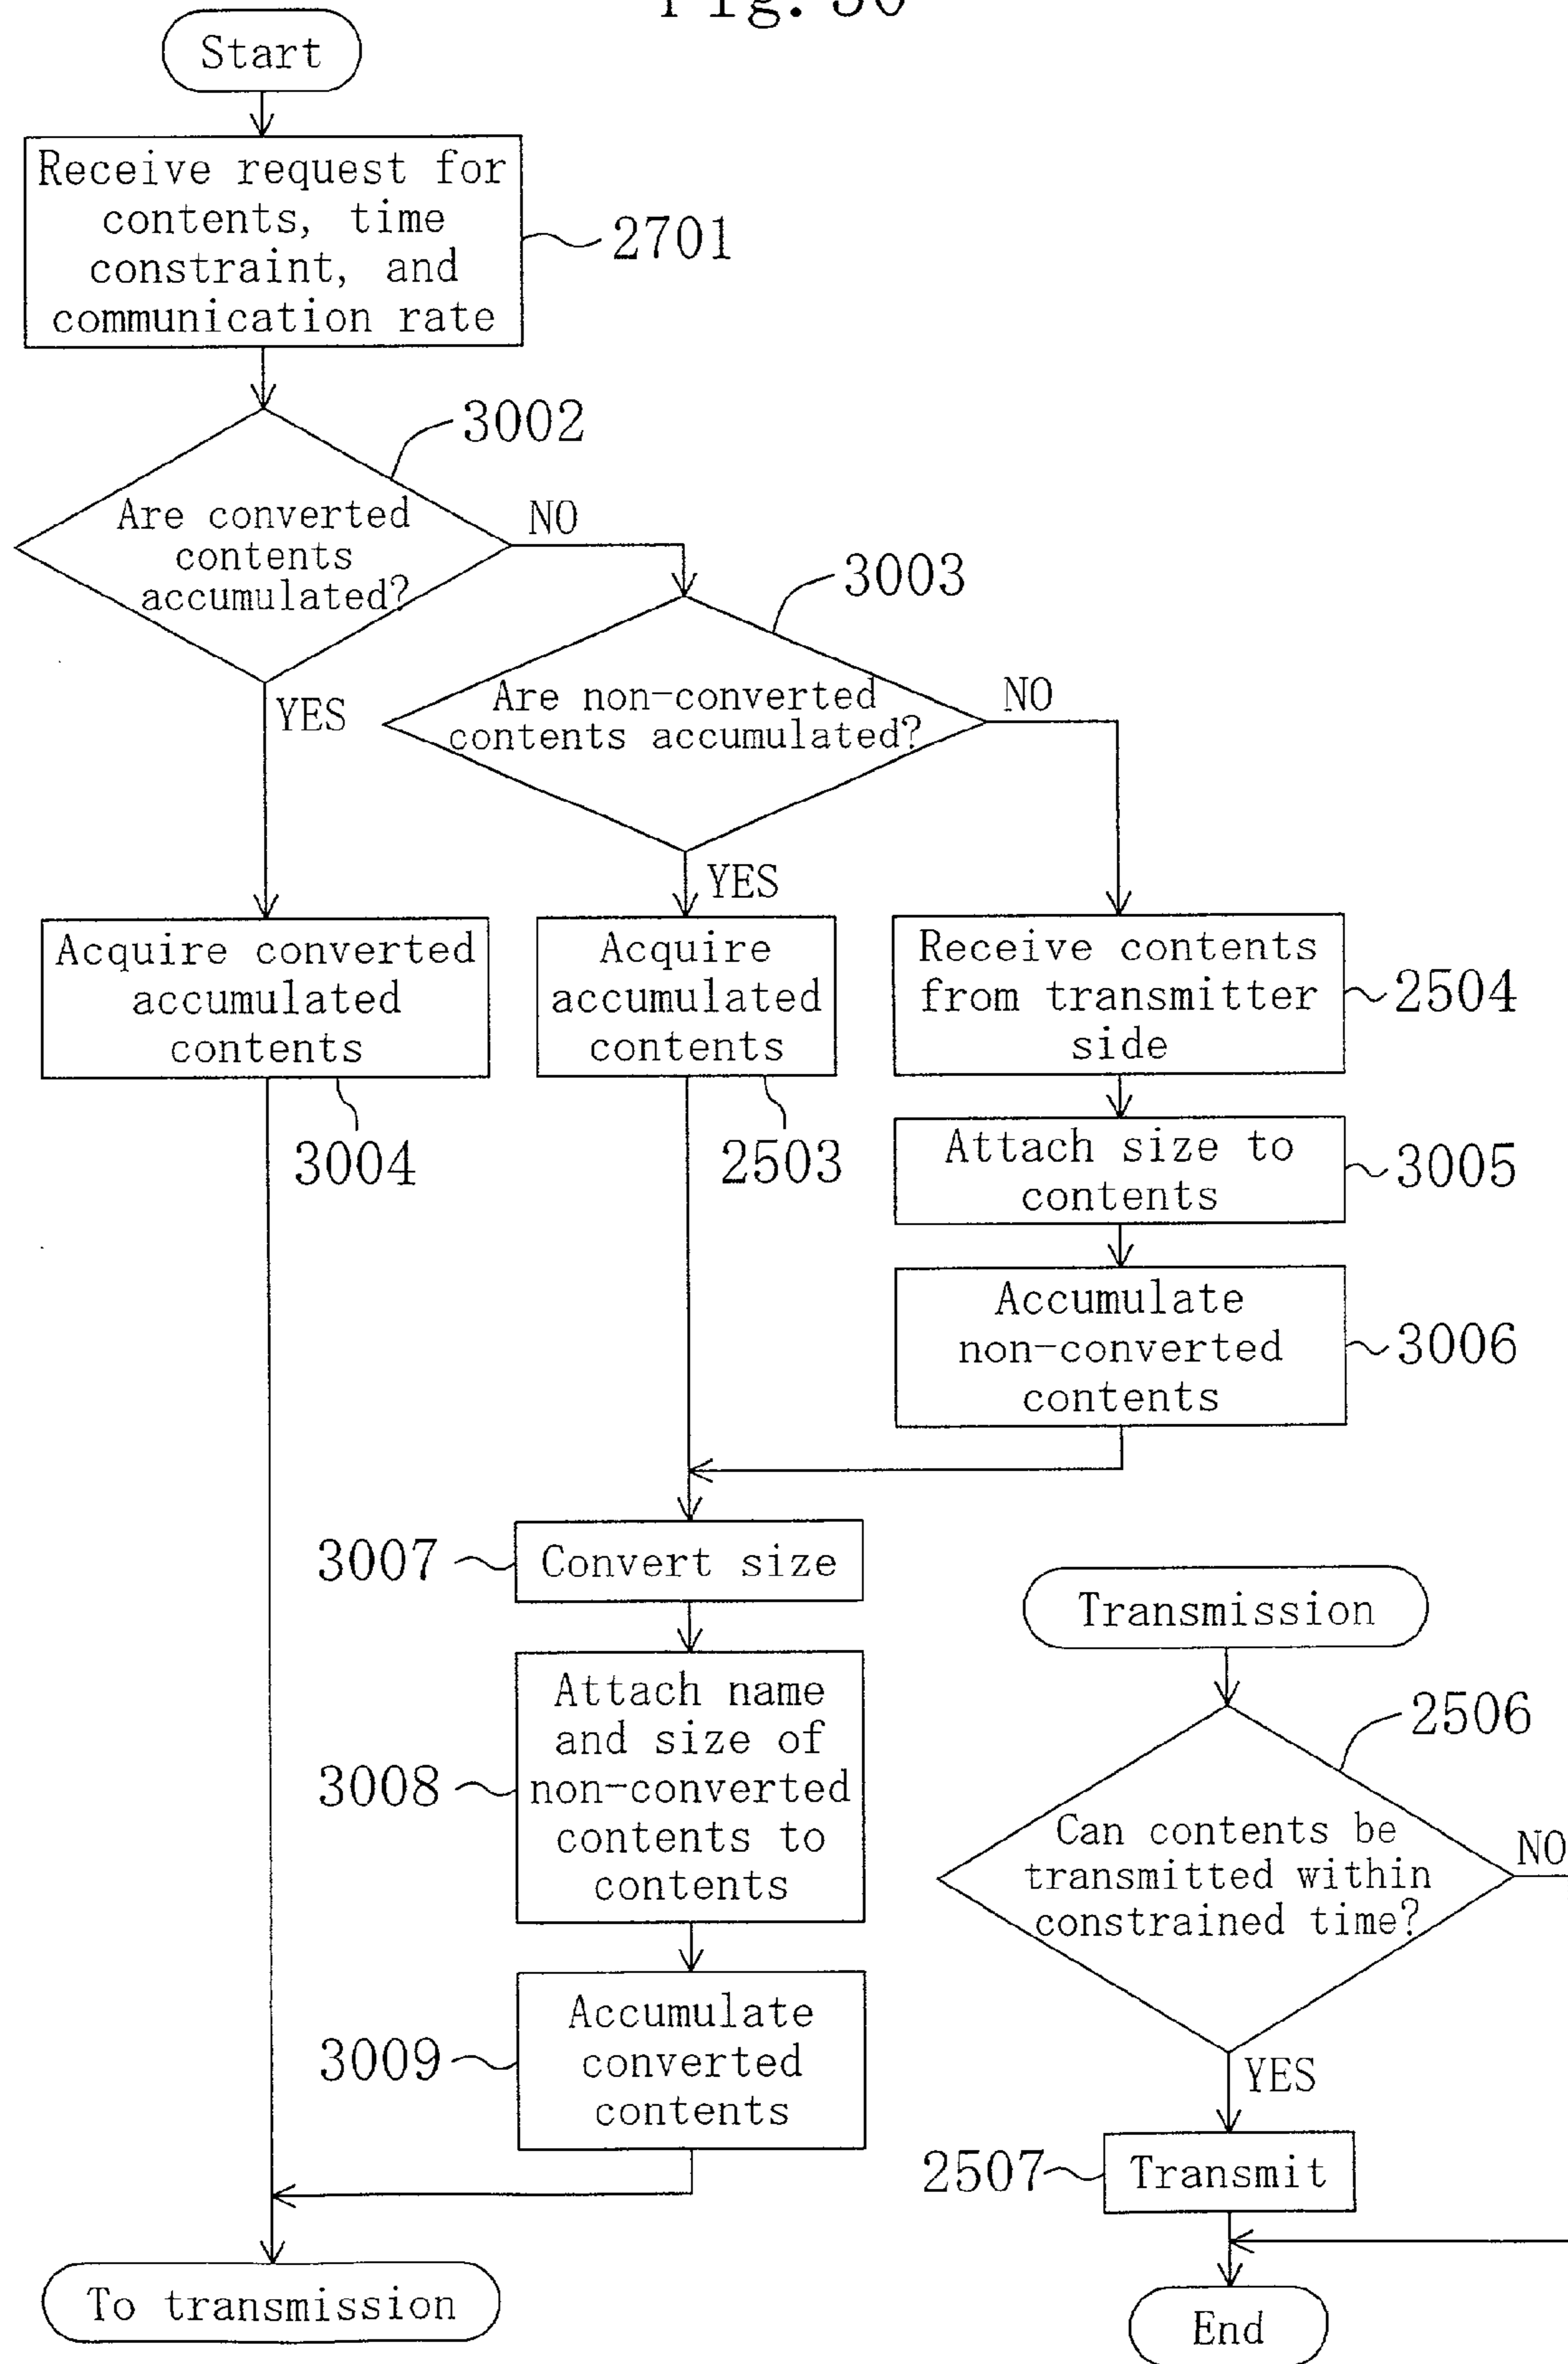 Fig. 30
Start
Receive request for
contents, time
constraint, and
communication rate
2701
3002
Are converted
contents
accumulated?
NO
YES
3003
Are non-converted
contents accumulated?
NO
YES
Acquire converted
accumulated
contents
3004
Acquire
accumulated
contents
2503
Receive contents
from transmitter
side
2504
Attach size to
contents
3005
Accumulate
non-converted
contents
3006
3007
Convert size
3008
Attach name
and size of
non-converted
contents to
contents
3009
Accumulate
converted
contents
To transmission
Transmission
2506
Can contents be
transmitted within
constrained time?
NO
YES
2507
Transmit
End